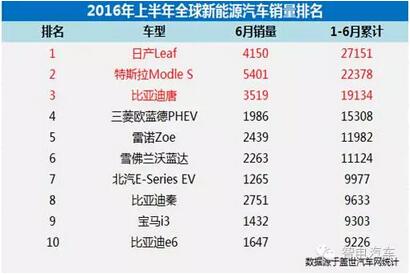 2016年上半年全球新能源汽车销量排名
排名 车型 6月销量 1-6月累计
1 日产Leaf 4150 27151
2 特斯拉Modle S 5401 22378
3 比亚迪唐 3519 19134
4 三菱欧蓝德PHEV 1986 15308
5 雷诺Zoe 2439 11982
6 雪佛兰沃蓝达 2263 11124
7 北汽E-Series EV 1265 9977
8 比亚迪秦 2751 9633
9 宝马i3 1432 9303
10 比亚迪e6 1647 9226
智电汽车
数据源于盖世汽车网统计